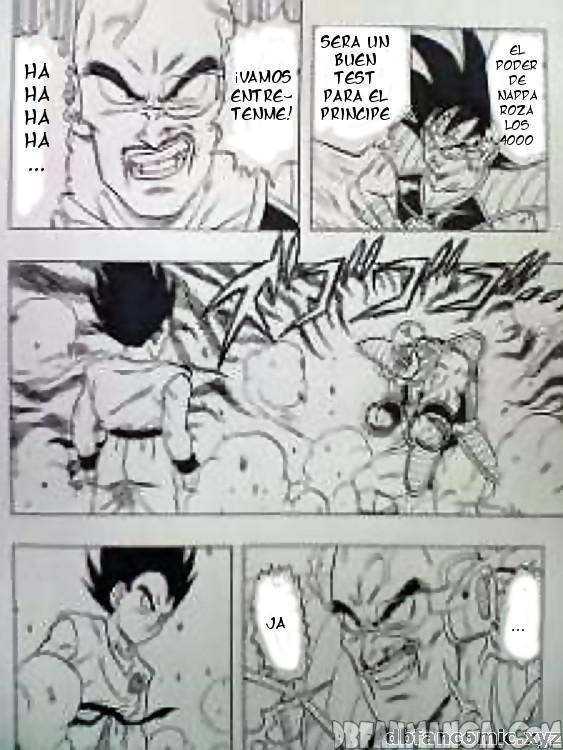 EL
PODER
DE
NAPPA
ROZA
LOS
4000
SERA UN
BUEN
TEST
PARA EL
PRINCIPE
¡VAMOS
ENTRE-
TENME!
HA
HA
HA
HA
...
...
JA
dbfancomic.xyz